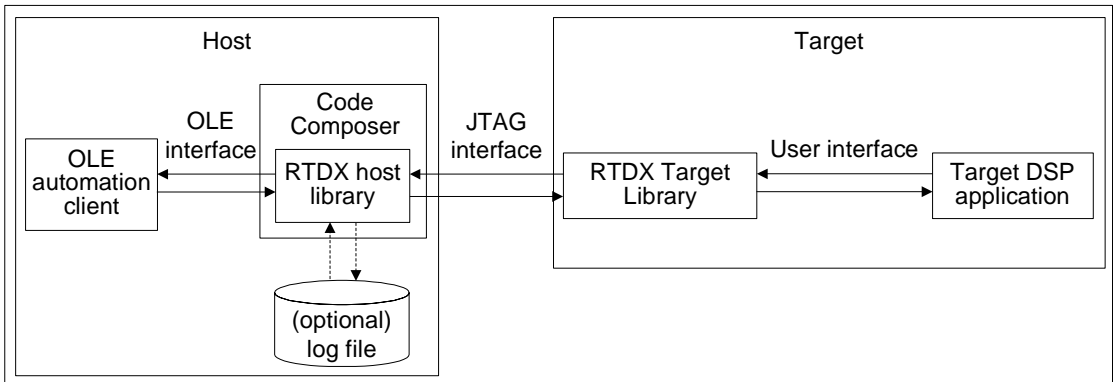 Host
Target
Code
Composer
OLE
interface
JTAG
interface
User interface
OLE
automation
client
RTDX host
library
RTDX Target
Library
Target DSP
application
(optional)
log file